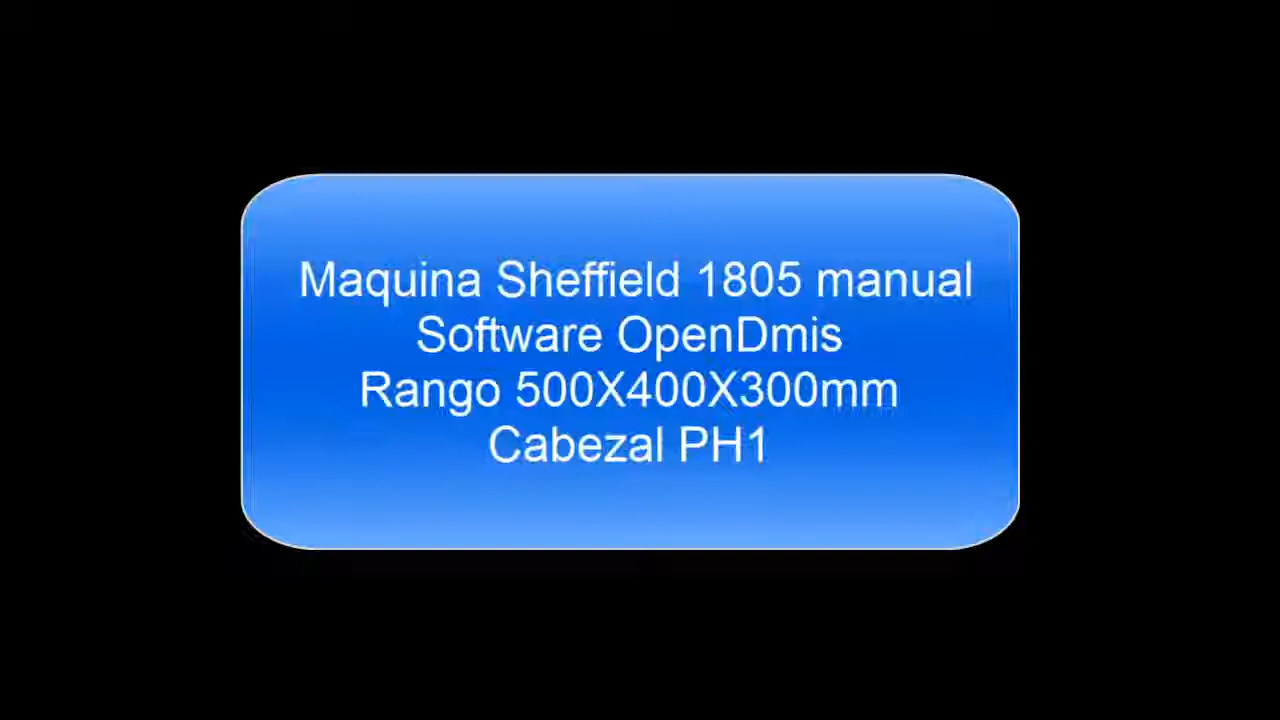 Maquina Sheffield 1805 manual
Software OpenDmis
Rango 500X400X300mm
Cabezal PH1